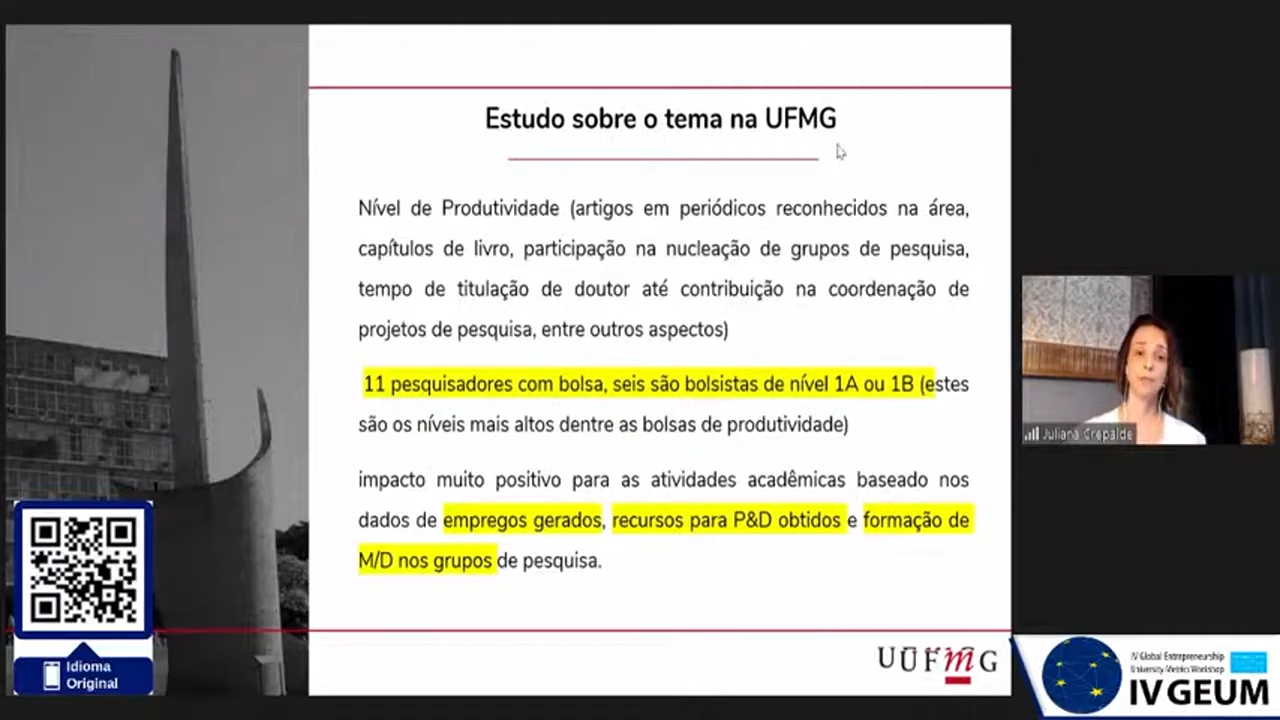 Estudo sobre o tema na UFMG
Nível de Produtividade (artigos em periódicos reconhecidos na área,
capítulos de livro, participação na nucleação de grupos de pesquisa,
tempo de titulação de doutor até contribuição na coordenação de
projetos de pesquisa, entre outros aspectos)
11 pesquisadores com bolsa, seis são bolsistas de nível 1A ou 1B (estes
são os níveis mais altos dentre as bolsas de produtividade)
impacto muito positivo para as atividades acadêmicas baseado nos
dados de empregos gerados, recursos para P&D obtidos e formação de
M/D nos grupos de pesquisa.
Juliana Crepalde
Idioma
Original
UFMG
IV Global Entrepreneurship
University Metrics Workshop
IV GEUM